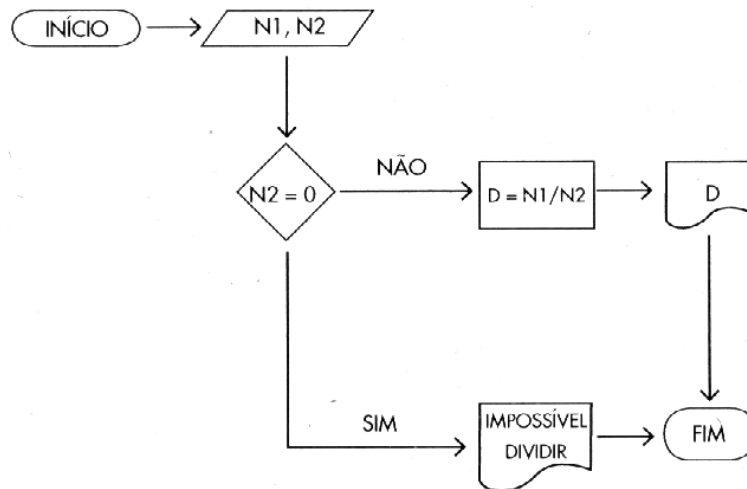 INÍCIO
N1, N2
NÃO
N2 = 0
D = N1/N2
D
SIM
IMPOSSÍVEL
DIVIDIR
FIM